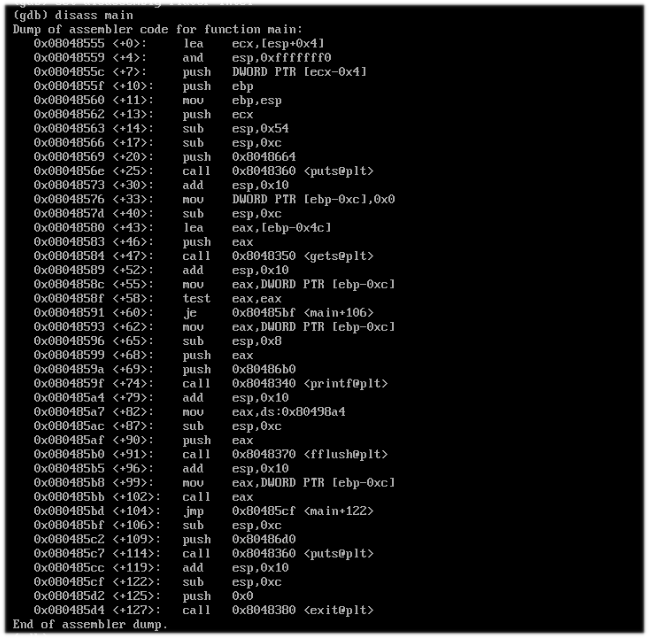 (gdb) disass main
Dump of assembler code for function main:
0x08048555 <+0>: lea ecx,[esp+0x4]
0x08048559 <+4>: and esp,0xfffffff0
0x0804855c <+7>: push DWORD PTR [ecx-0x4]
0x0804855f <+10>: push ebp
0x08048560 <+11>: mov ebp,esp
0x08048562 <+13>: push ecx
0x08048563 <+14>: sub esp,0x54
0x08048566 <+17>: sub esp,0xc
0x08048569 <+20>: push 0x8048664
0x0804856e <+25>: call 0x8048360 <puts@plt>
0x08048573 <+30>: add esp,0x10
0x08048576 <+33>: mov DWORD PTR [ebp-0xc],0x0
0x0804857d <+40>: sub esp,0xc
0x08048580 <+43>: lea eax,[ebp-0x4c]
0x08048583 <+46>: push eax
0x08048584 <+47>: call 0x8048350 <gets@plt>
0x08048589 <+52>: add esp,0x10
0x0804858c <+55>: mov eax,DWORD PTR [ebp-0xc]
0x0804858f <+58>: test eax,eax
0x08048591 <+60>: je 0x80485bf <main+106>
0x08048593 <+62>: mov eax,DWORD PTR [ebp-0xc]
0x08048596 <+65>: sub esp,0x8
0x08048599 <+68>: push eax
0x0804859a <+69>: push 0x80486b0
0x0804859f <+74>: call 0x8048340 <printf@plt>
0x080485a4 <+79>: add esp,0x10
0x080485a7 <+82>: mov eax,ds:0x80498a4
0x080485ac <+87>: sub esp,0xc
0x080485af <+90>: push eax
0x080485b0 <+91>: call 0x8048370 <fflush@plt>
0x080485b5 <+96>: add esp,0x10
0x080485b8 <+99>: mov eax,DWORD PTR [ebp-0xc]
0x080485bb <+102>: call eax
0x080485bd <+104>: jmp 0x80485cf <main+122>
0x080485bf <+106>: sub esp,0xc
0x080485c2 <+109>: push 0x80486d0
0x080485c7 <+114>: call 0x8048360 <puts@plt>
0x080485cc <+119>: add esp,0x10
0x080485cf <+122>: sub esp,0xc
0x080485d2 <+125>: push 0x0
0x080485d4 <+127>: call 0x8048380 <exit@plt>
End of assembler dump.